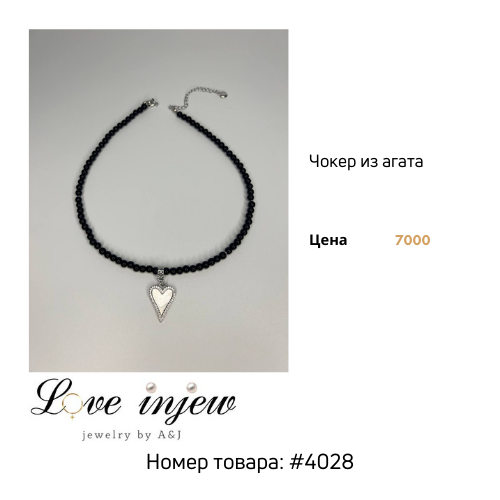 Чокер из агата
Цена 7000
Love injew
jewelry by A&J
Номер товара: #4028